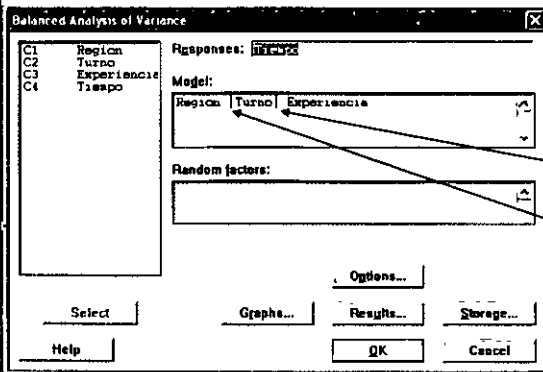 Balanced Analysis of Variance
C1 Region
C2 Turno
C3 Experiencia
C4 Tiempo
Responses: Tiempo
Model:
Region | Turno | Experiencia
Random factors:
Options...
Select
Graphs...
Results...
Storage...
Help
OK
Cancel